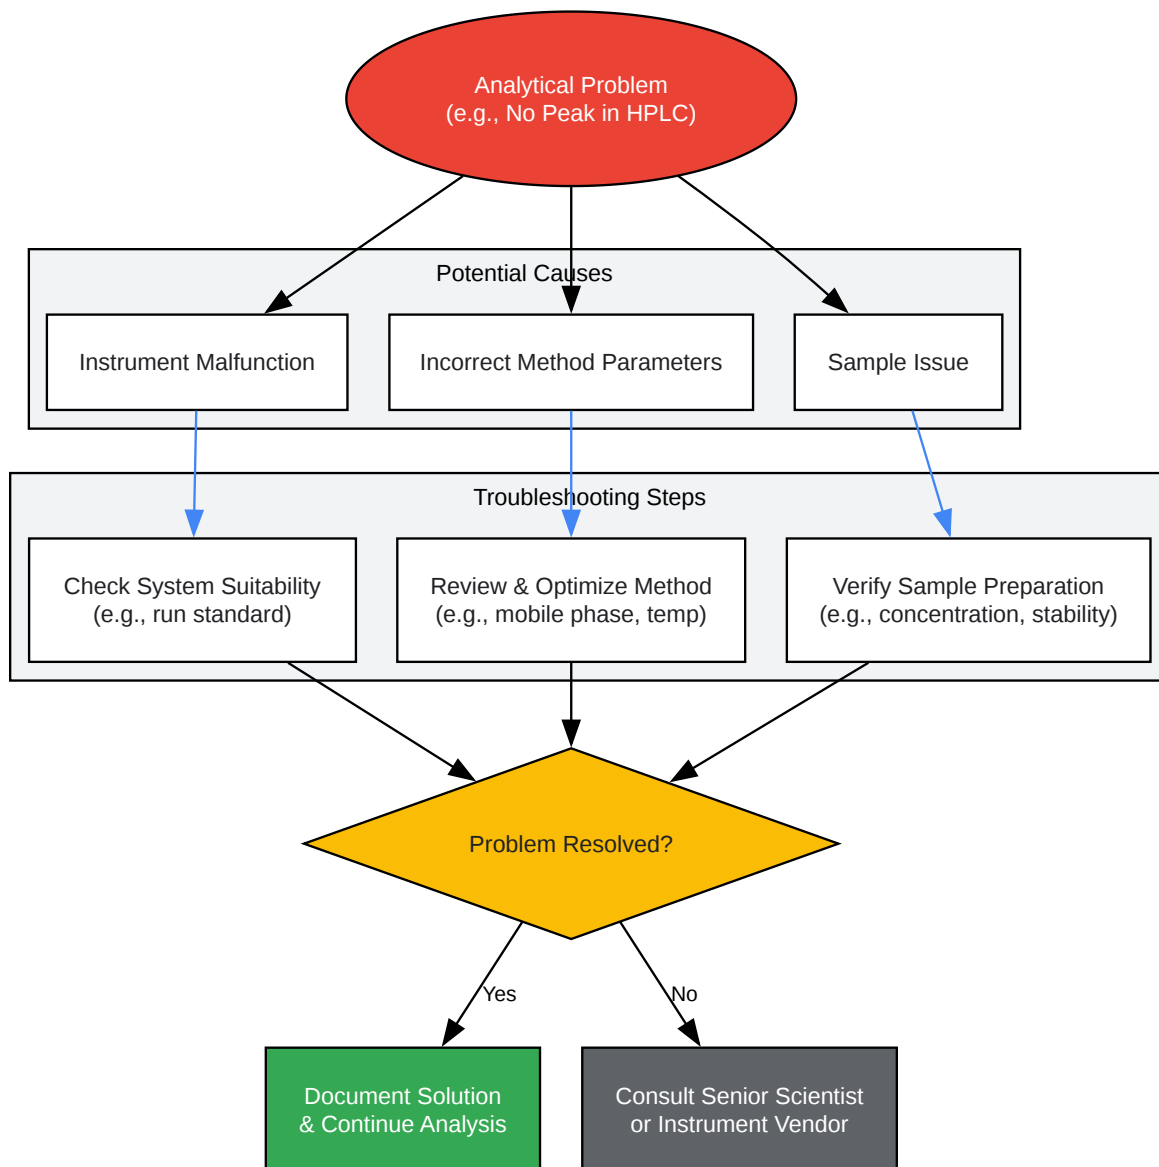 Analytical Problem
(e.g., No Peak in HPLC)
Potential Causes
Instrument Malfunction
Incorrect Method Parameters
Sample Issue
Troubleshooting Steps
Check System Suitability
(e.g., run standard)
Review & Optimize Method
(e.g., mobile phase, temp)
Verify Sample Preparation
(e.g., concentration, stability)
Problem Resolved?
Yes
No
Document Solution
& Continue Analysis
Consult Senior Scientist
or Instrument Vendor